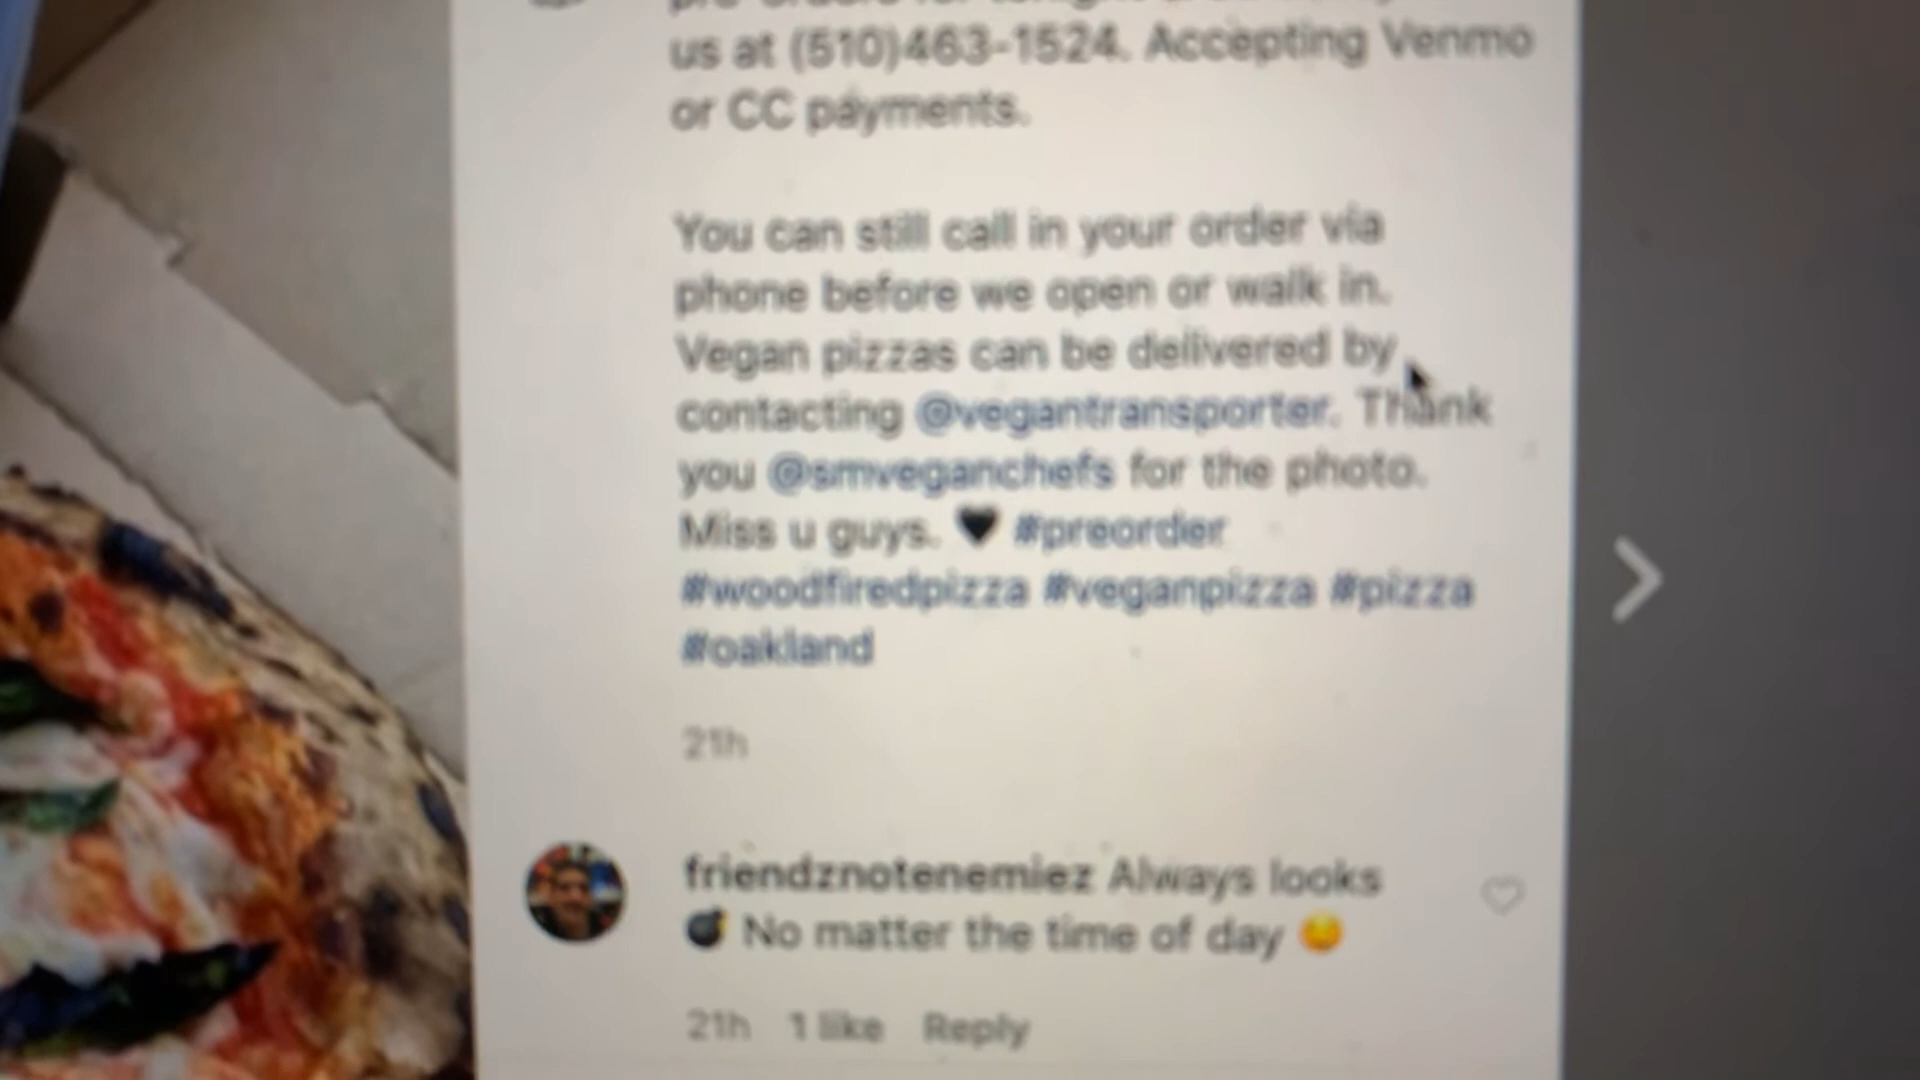 us at (510)463-1524. Accepting Venmo
or CC payments.
You can still call in your order via
phone before we open or walk in.
Vegan pizzas can be delivered by
contacting @vegantransporter. Thank
you @smveganchefs for the photo.
Miss u guys. 🖤 #preorder
#woodfiredpizza #veganpizza #pizza
#oakland
21h
friendznotenemiez Always looks
💣 No matter the time of day 😊
21h 1 like Reply